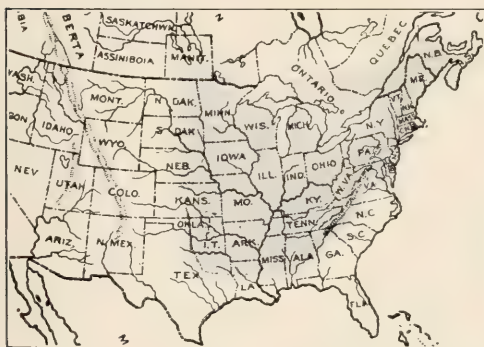 SASKATCHWN.
BERTA
ASSINIBOIA
MANIT.
ONTARIO
QUEBEC
N.B.
ME.
WASH.
MONT.
N. DAK.
MINN.
IDAHO
WYO.
S. DAK.
WIS.
MICH.
N.Y.
VT.
MASS
NEV
UTAH
COLO.
NEB.
IOWA
ILL.
IND.
OHIO
PA.
W.VA.
VA.
KANS.
MO.
KY.
TENN.
N.C
S.C.
ARIZ.
N. MEX.
OKLA.
I.T.
ARK.
MISS
ALA
GA.
TEX.
LA
FLA.